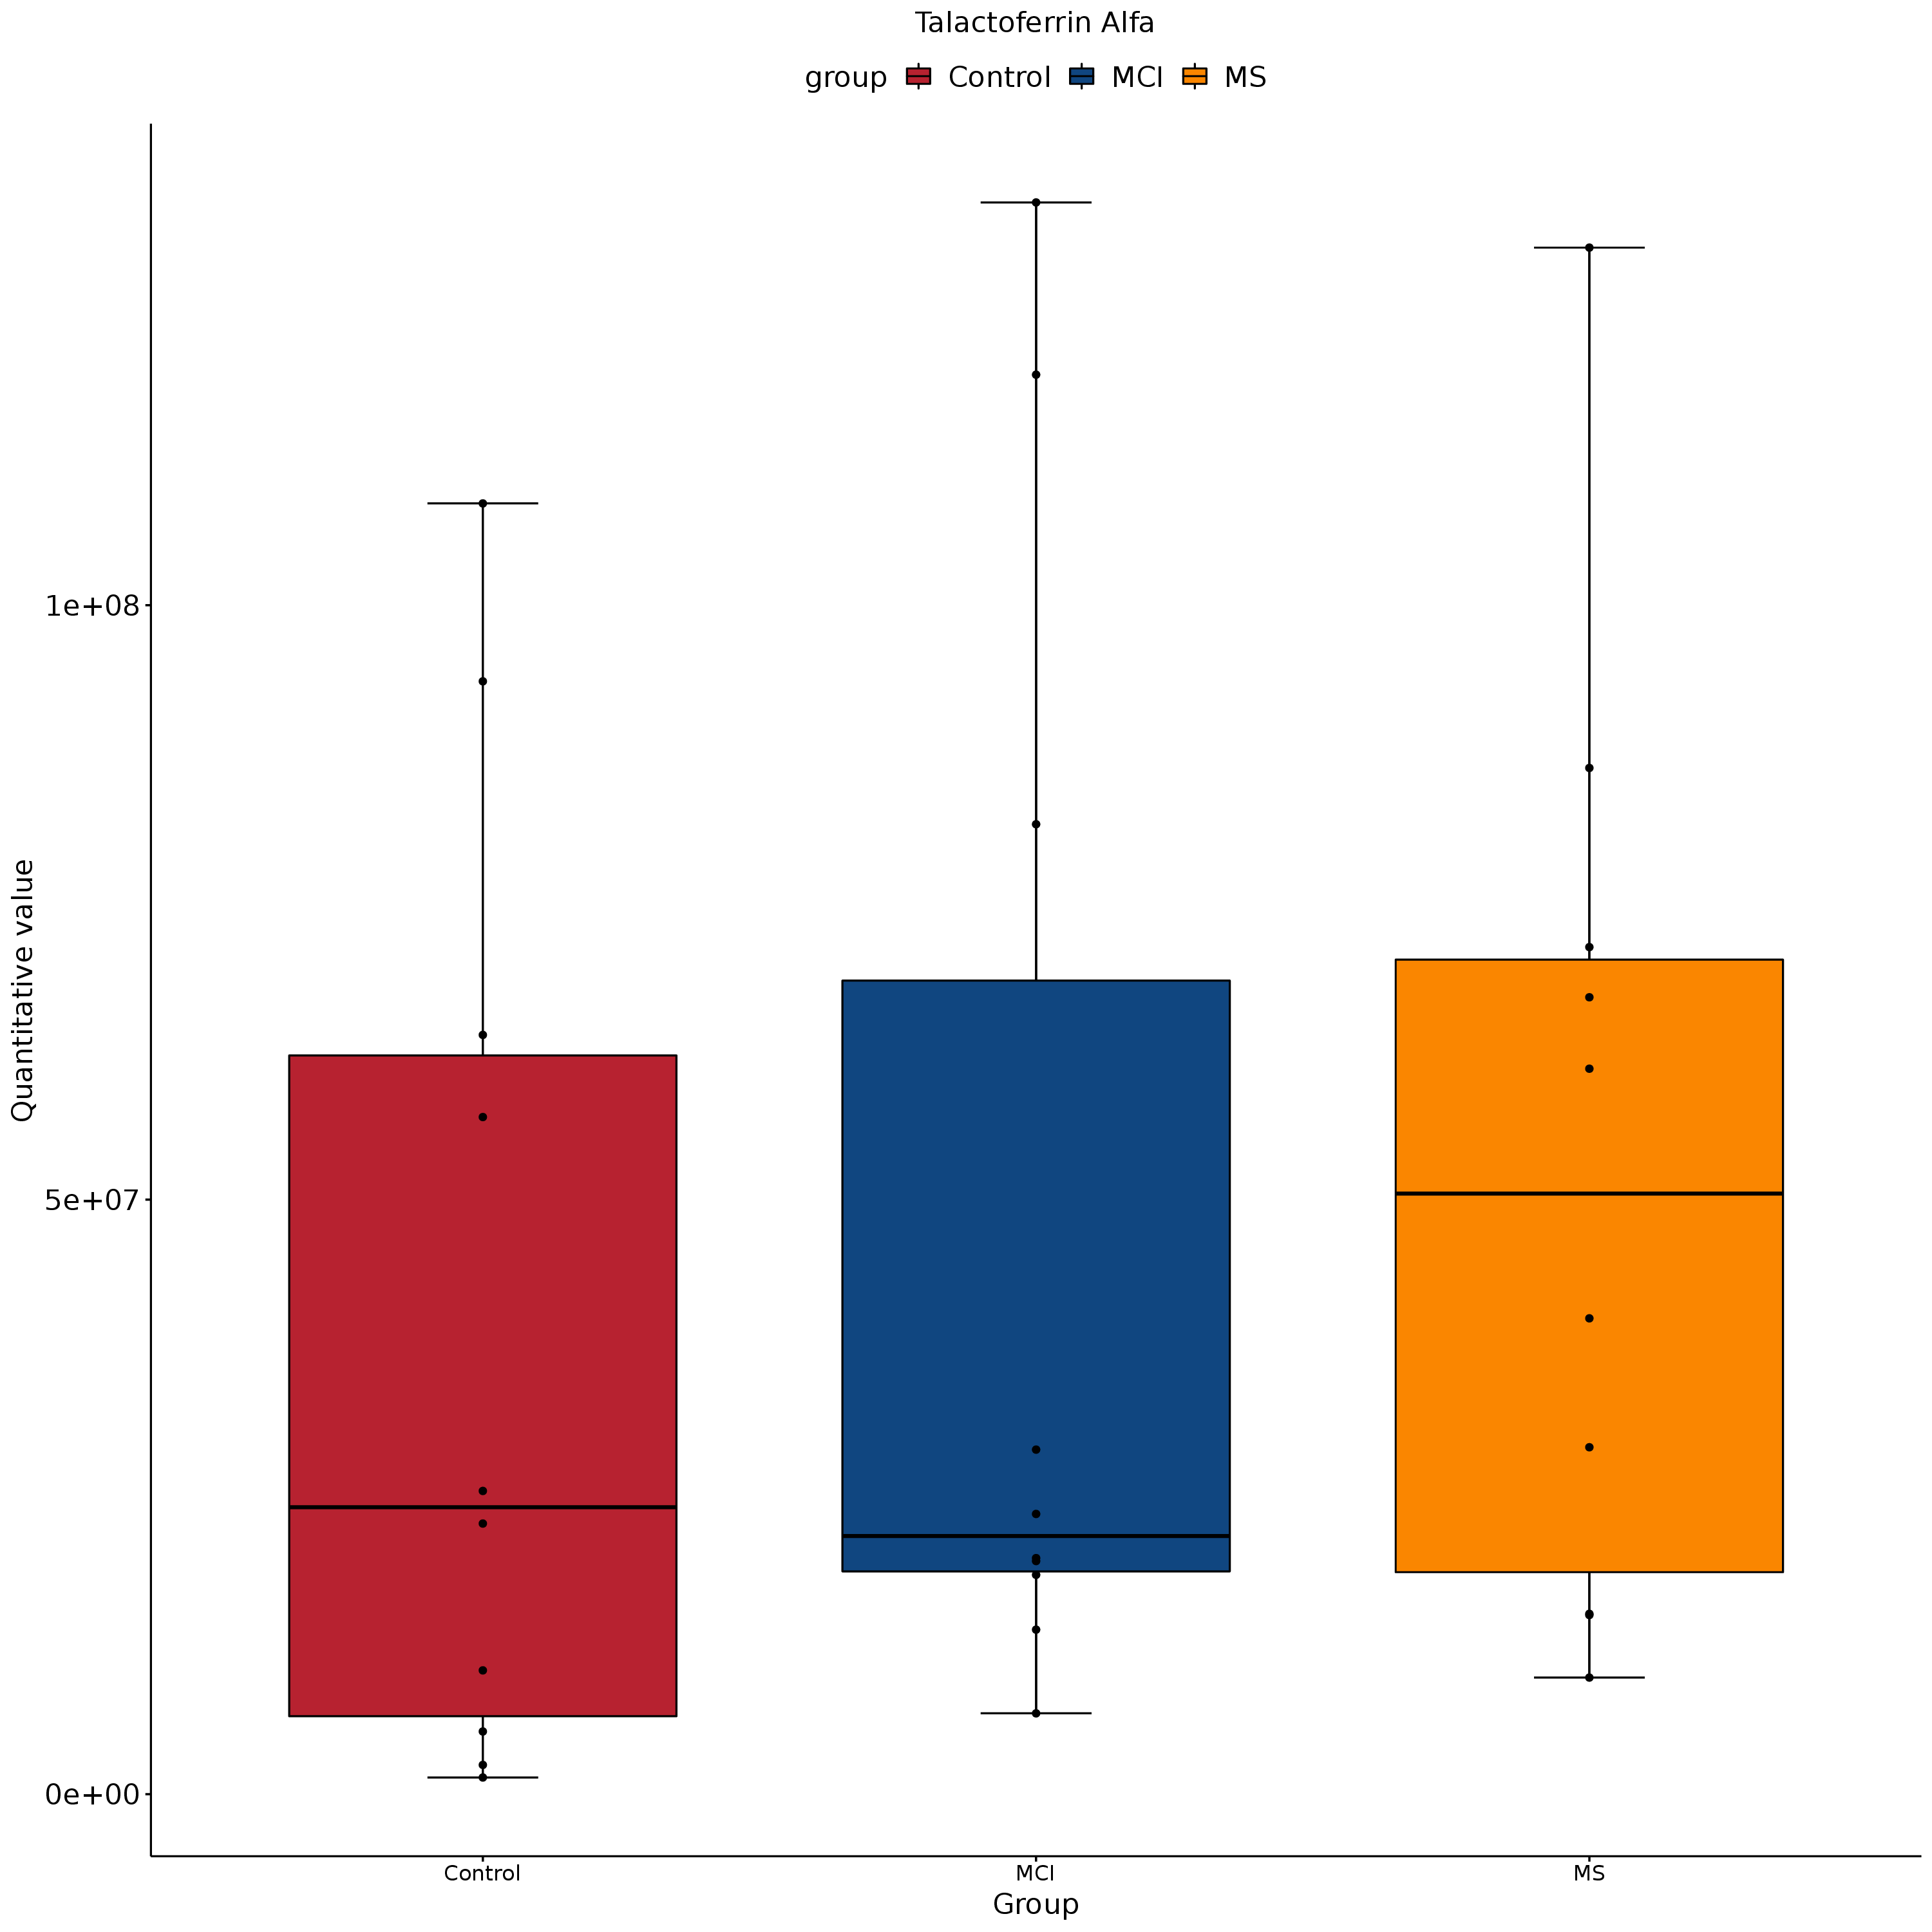 Talactoferrin Alfa
group Control MCI MS
Quantitative value
1e+08
5e+07
0e+00
Control MCI MS
Group